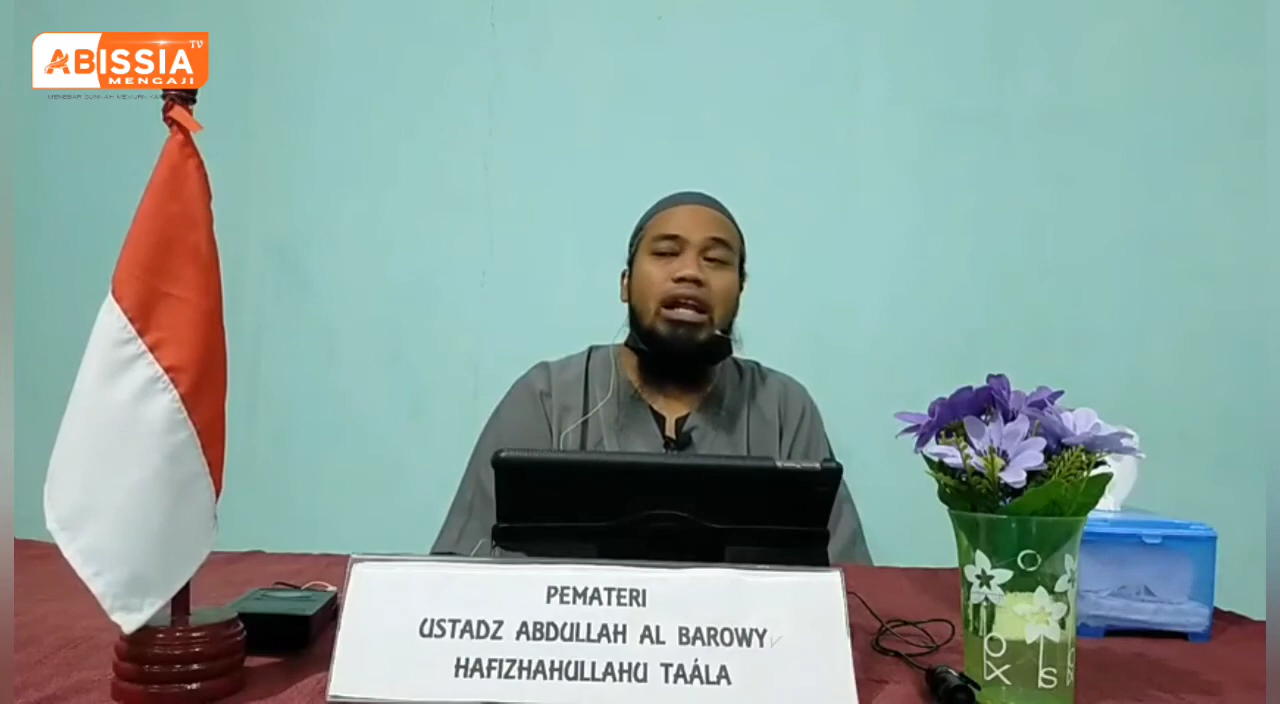 ABISSIA TV
MENGAJI
PEMATERI
USTADZ ABDULLAH AL BAROWY
HAFIZHAHULLAHU TAÁLA